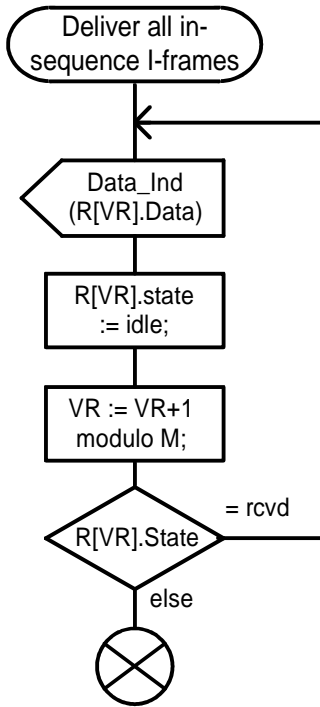 Deliver all in-
sequence I-frames
Data_Ind
(R[VR].Data)
R[VR].state
:= idle;
VR := VR+1
modulo M;
= rcvd
R[VR].State
else